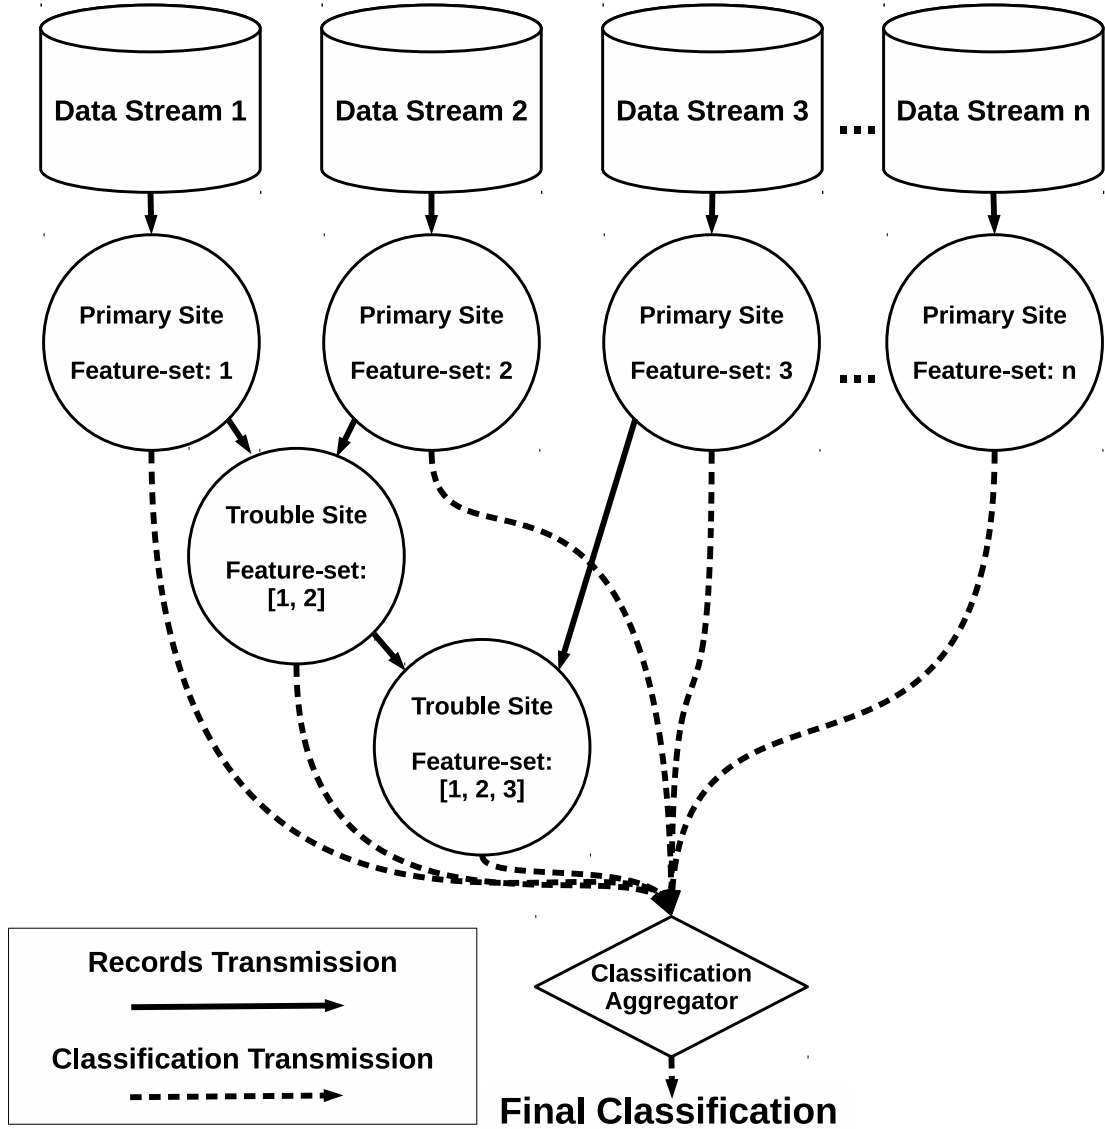 Data Stream 1
Data Stream 2
Data Stream 3
...
Data Stream n
Primary Site
Feature-set: 1
Primary Site
Feature-set: 2
Primary Site
Feature-set: 3
...
Primary Site
Feature-set: n
Trouble Site
Feature-set:
[1, 2]
Trouble Site
Feature-set:
[1, 2, 3]
Records Transmission
Classification Transmission
Classification
Aggregator
Final Classification